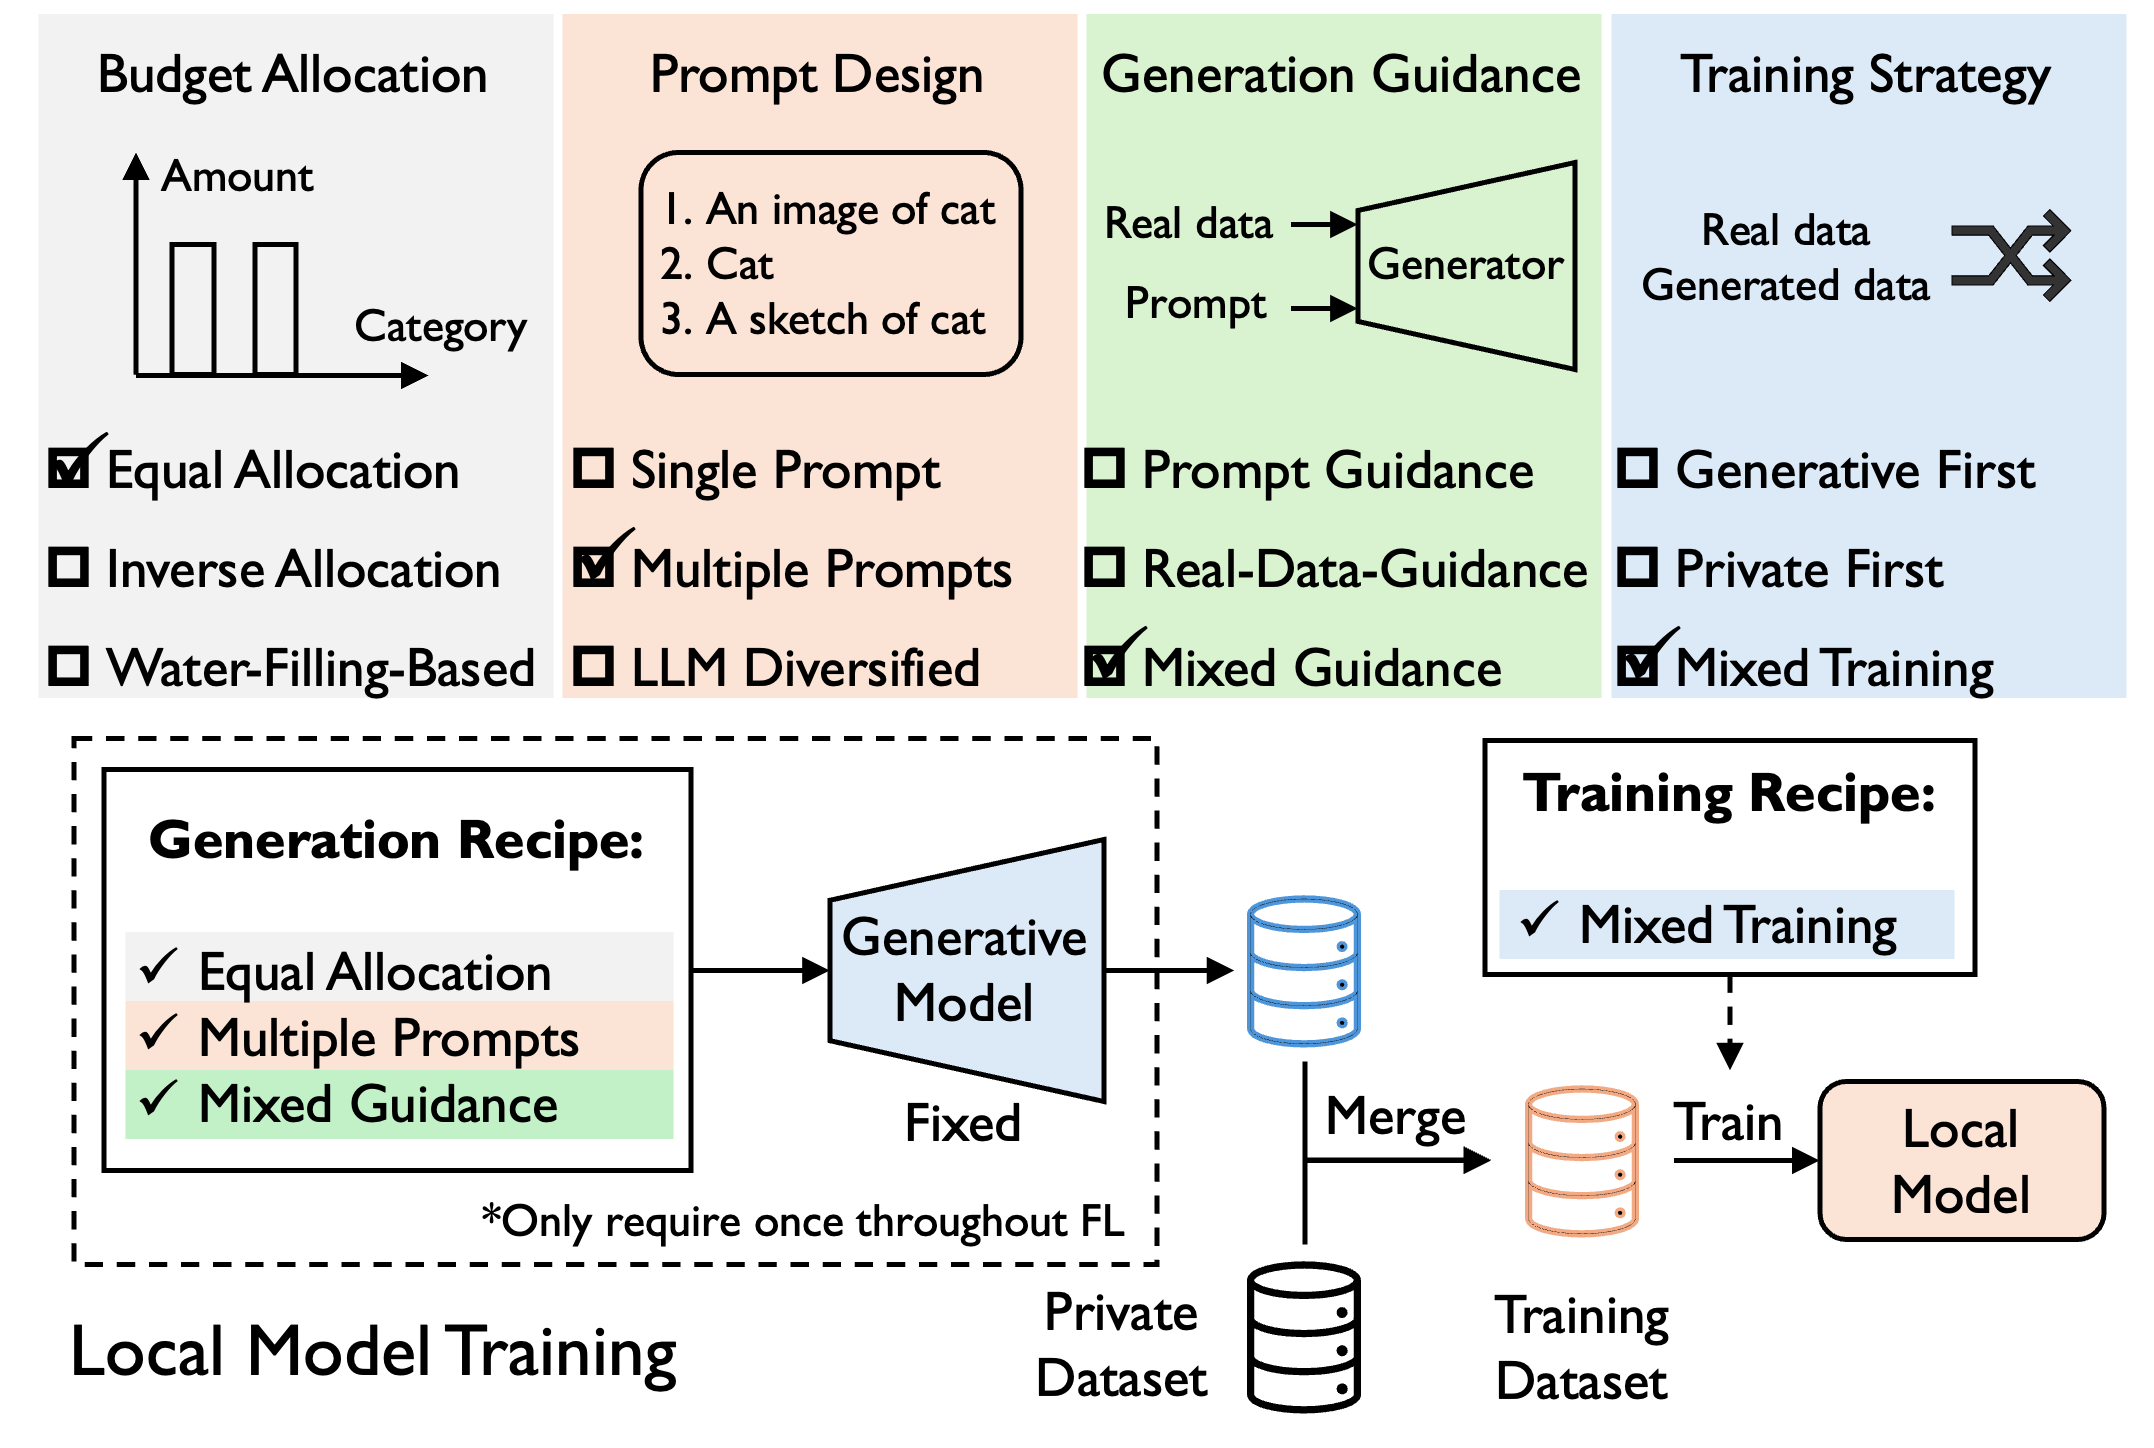 Budget Allocation
Amount
Category
Equal Allocation
Inverse Allocation
Water-Filling-Based
Prompt Design
1. An image of cat
2. Cat
3. A sketch of cat
Single Prompt
Multiple Prompts
LLM Diversified
Generation Guidance
Real data
Prompt
Generator
Prompt Guidance
Real-Data-Guidance
Mixed Guidance
Training Strategy
Real data
Generated data
Generative First
Private First
Mixed Training
Generation Recipe:
✓ Equal Allocation
✓ Multiple Prompts
✓ Mixed Guidance
Generative
Model
Fixed
*Only require once throughout FL
Training Recipe:
✓ Mixed Training
Merge
Train
Local
Model
Private
Dataset
Training
Dataset
Local Model Training